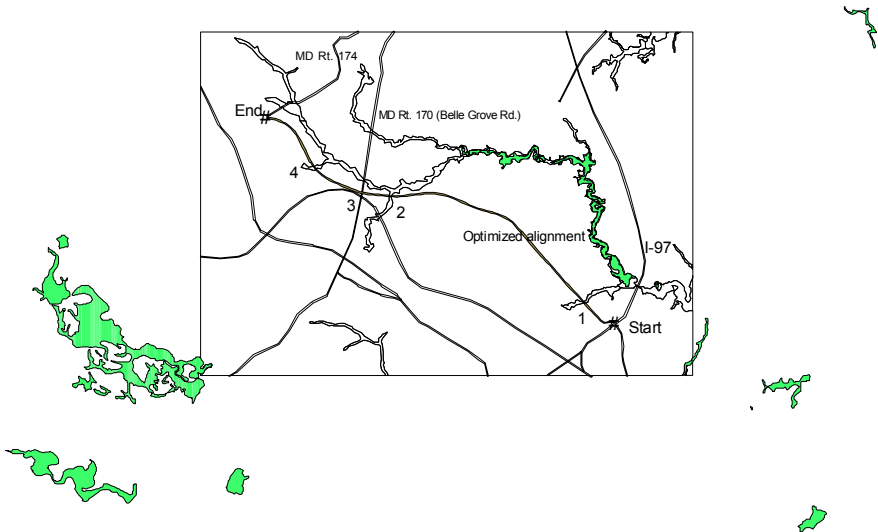 MD Rt. 174
End
#
MD Rt. 170 (Belle Grove Rd.)
4
3
2
Optimized alignment
I-97
1
#
Start